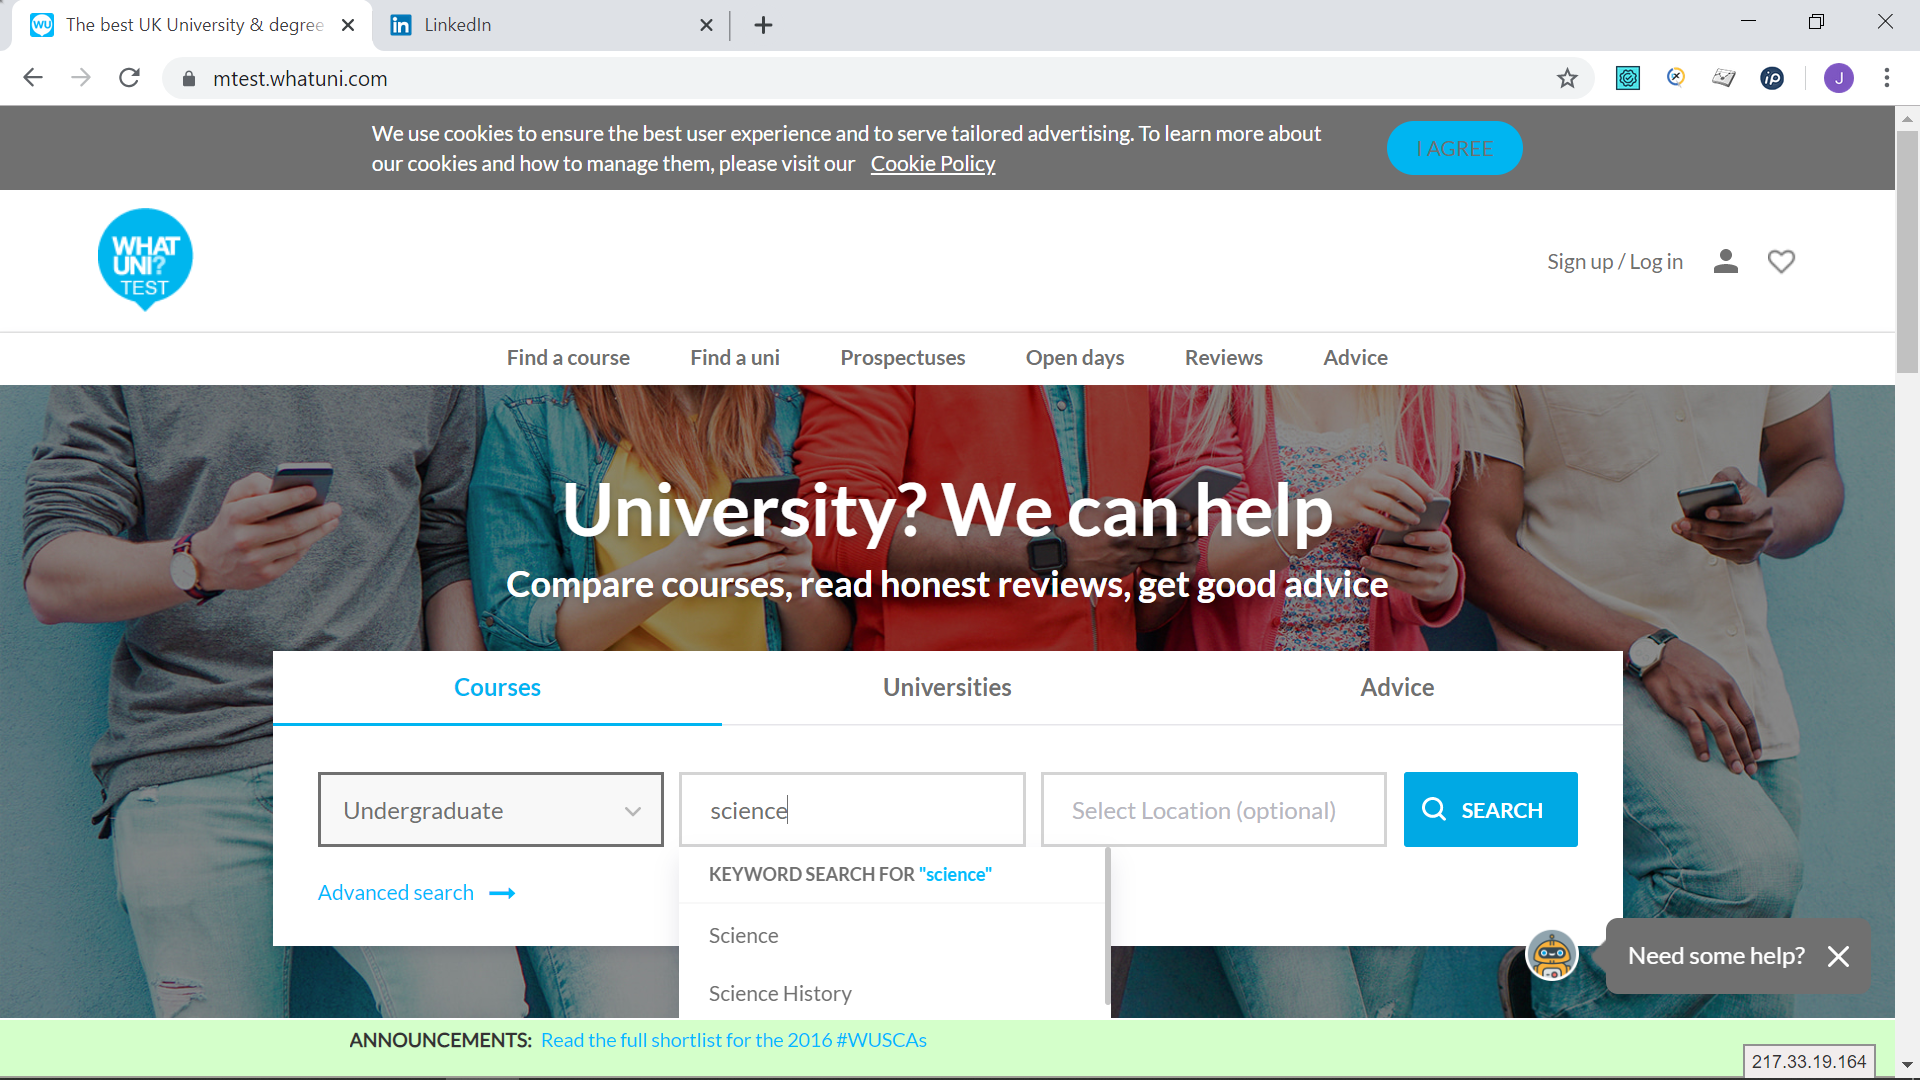 The best UK University & degree
LinkedIn
mtest.whatuni.com
J
We use cookies to ensure the best user experience and to serve tailored advertising. To learn more about
our cookies and how to manage them, please visit our Cookie Policy
I AGREE
WHAT
UNI?
TEST
Sign up / Log in
Find a course
Find a uni
Prospectuses
Open days
Reviews
Advice
University? We can help
Compare courses, read honest reviews, get good advice
Courses
Universities
Advice
Undergraduate
science
Select Location (optional)
SEARCH
Advanced search
KEYWORD SEARCH FOR "science"
Science
Science History
Need some help?
ANNOUNCEMENTS: Read the full shortlist for the 2016 #WUSCAs
217.33.19.164